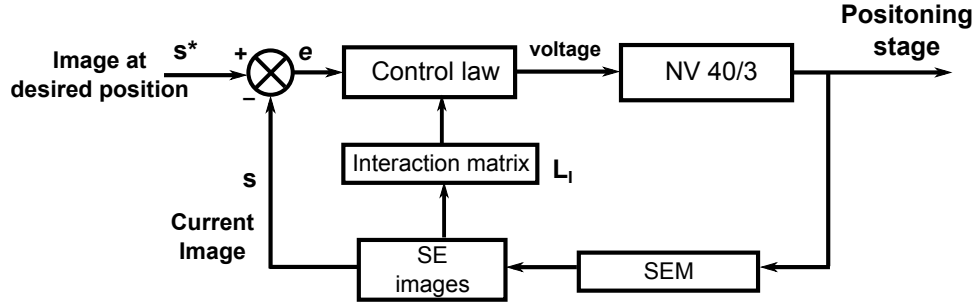 Positoning
stage
Image at
desired position
s*
+
−
e
Control law
voltage
NV 40/3
Interaction matrix
L_I
s
Current
Image
SE
images
SEM